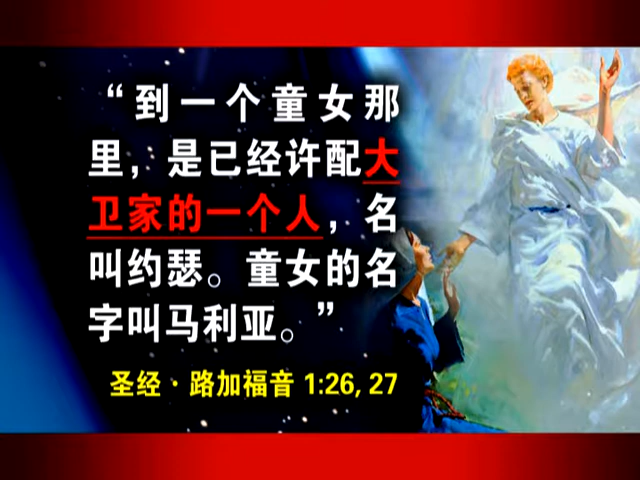 “到一个童女那
里，是已经许配大
卫家的一个人，名
叫约瑟。童女的名
字叫马利亚。”
圣经·路加福音 1:26, 27